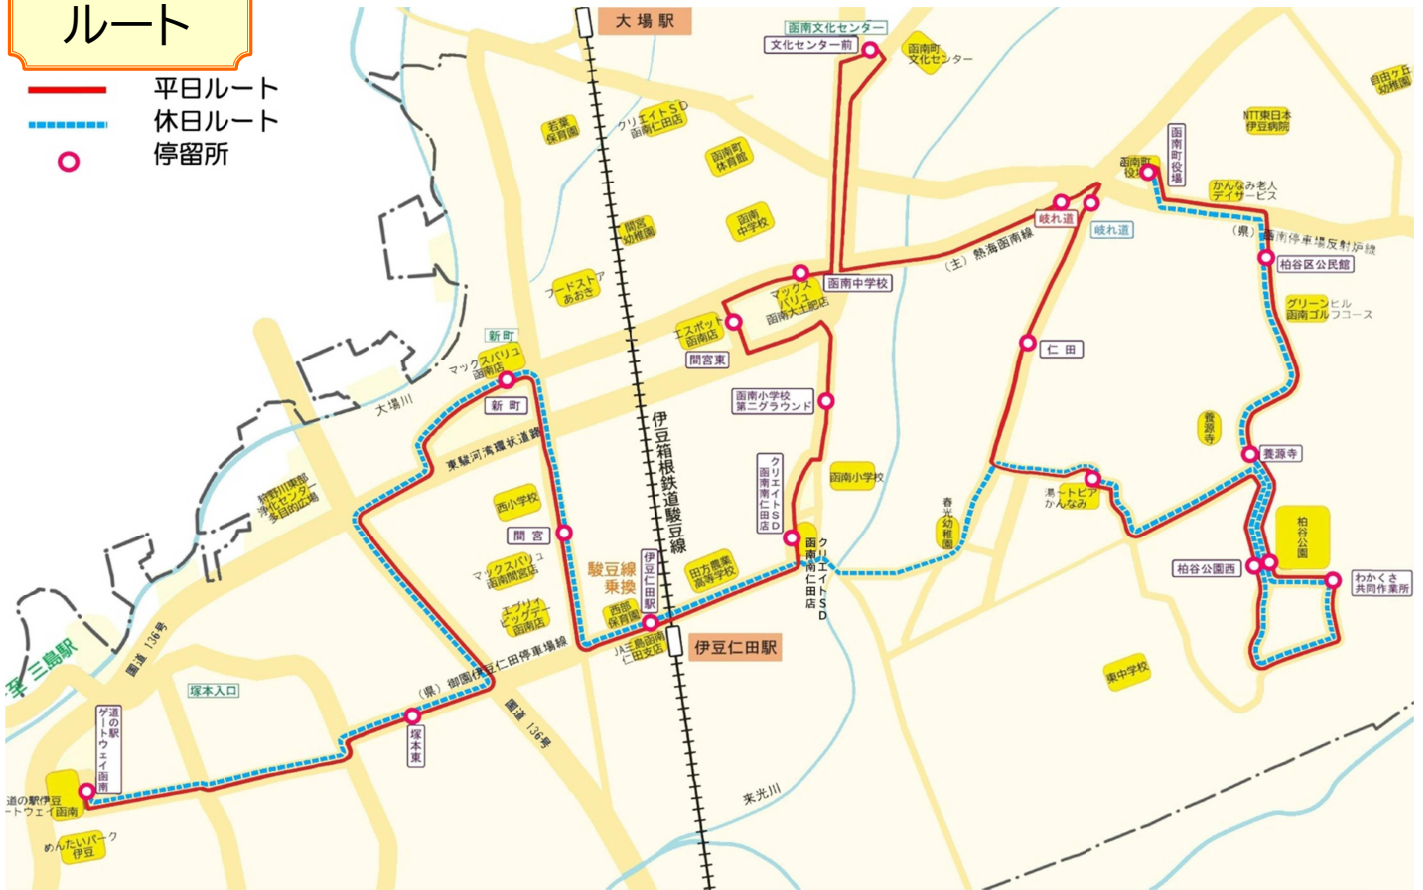 ルート
平日ルート
休日ルート
停留所
大場駅
函南文化センター
文化センター前
函南町
文化センター
自由ヶ丘
幼稚園
NTT東日本
伊豆病院
若葉
保育園
クリエイトSD
函南仁田店
函南町
体育館
函南町
役場
函南町役場
かんなみ老人
デイサービス
間宮
幼稚園
函南
中学校
岐れ道
岐れ道
（県）函南停車場反射炉線
（主）熱海函南線
柏谷区公民館
フードストア
あおき
マックス
バリュ
函南大土肥店
函南中学校
グリーンヒル
函南ゴルフコース
エスポット
函南店
間宮東
新町
マックスバリュ
函南店
新町
仁田
大場川
函南小学校
第二グラウンド
東駿河湾環状道路
伊豆箱根鉄道駿豆線
養源寺
養源寺
クリエイトSD
函南南仁田店
函南小学校
湯～トピア
かんなみ
狩野川東部
浄化センター
多目的広場
西小学校
春光幼稚園
柏谷公園
間宮
クリエイトSD
函南南仁田店
マックスバリュ
函南間宮店
駿豆線
乗換
伊豆仁田駅
田方農業
高等学校
柏谷公園西
わかくさ
共同作業所
エブリィ
ビッグデー
函南店
西部
保育園
JA三島函南
仁田支店
伊豆仁田駅
至 三島駅
国道 136号
（県）御園伊豆仁田停車場線
東中学校
塚本入口
国道 136号
道の駅
ゲートウェイ函南
塚本東
来光川
道の駅伊豆
ートウェイ函南
めんたいパーク
伊豆